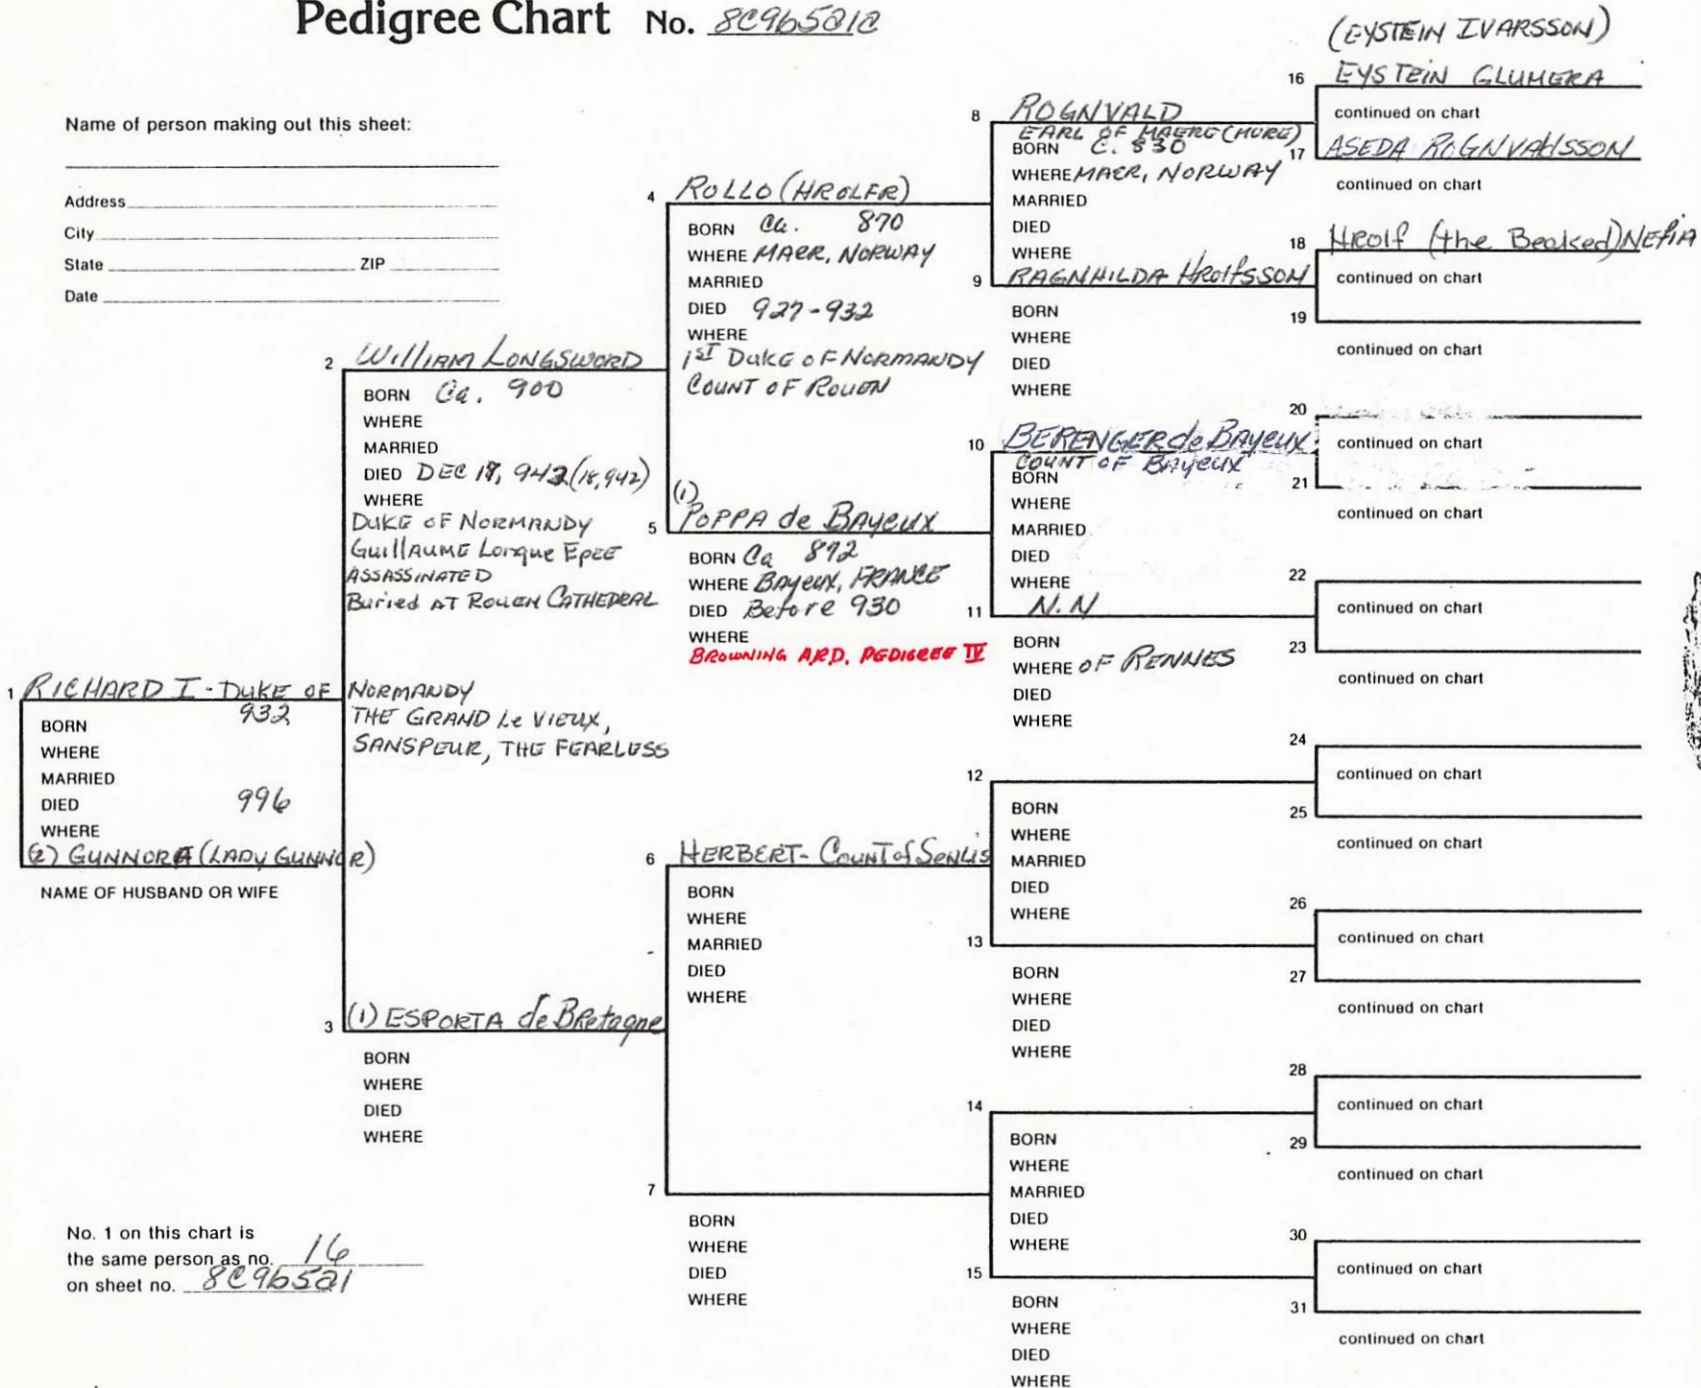 Pedigree Chart No. 8C9b5a1a
Name of person making out this sheet:
Address
City
State ZIP
Date
1 RICHARD I - DUKE OF NORMANDY
BORN 932
WHERE
MARRIED
DIED 996
WHERE
THE GRAND Le VIEUX,
SANSPEUR, THE FEARLESS
(2) GUNNORA (LADY GUNNOR)
NAME OF HUSBAND OR WIFE
No. 1 on this chart is
the same person as no. 16
on sheet no. 8C9b5a1
2 William LONGSWORD
BORN Ca. 900
WHERE
MARRIED
DIED DEC 17, 942 (18, 942)
WHERE
DUKE OF NORMANDY
GuillAUME Longue Epee
ASSASSINATED
Buried AT ROUEN CATHEDRAL
3 (1) ESPORTA de Bretagne
BORN
WHERE
DIED
WHERE
4 ROLLO (HROLFR)
BORN Ca. 870
WHERE MAER, NORWAY
MARRIED
DIED 927-932
WHERE
1ST DUKE OF NORMANDY
COUNT OF ROUEN
(1)
5 POPPA de BAYEUX
BORN Ca 872
WHERE BAYEUX, FRANCE
DIED Before 930
WHERE
BROWNING ARD. PEDIGREE IV
6 HERBERT - COUNT of SENLIS
BORN
WHERE
MARRIED
DIED
WHERE
7
BORN
WHERE
DIED
WHERE
8 ROGNVALD
EARL OF MAERE (MORE)
BORN C. 830
WHERE MAER, NORWAY
MARRIED
DIED
WHERE
9 RAGNHILDA HROlfSSON
BORN
WHERE
DIED
WHERE
10 BERENGER de BAYEUX
COUNT OF BAYEUX
BORN
WHERE
MARRIED
DIED
WHERE
11 N.N
BORN
WHERE OF RENNES
DIED
WHERE
12
BORN
WHERE
MARRIED
DIED
WHERE
13
BORN
WHERE
DIED
WHERE
14
BORN
WHERE
MARRIED
DIED
WHERE
15
BORN
WHERE
DIED
WHERE
(EYSTEIN IVARSSON)
16 EYSTEIN GLUMERA
continued on chart
17 ASEDA ROGNVALDSSON
continued on chart
18 HROlf (the Beaked) NEFIA
continued on chart
19
continued on chart
20
continued on chart
21
continued on chart
22
continued on chart
23
continued on chart
24
continued on chart
25
continued on chart
26
continued on chart
27
continued on chart
28
continued on chart
29
continued on chart
30
continued on chart
31
continued on chart